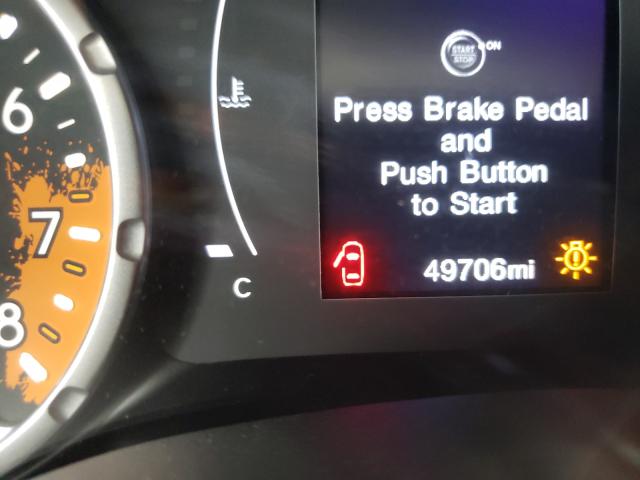 START
STOP
ON
Press Brake Pedal
and
Push Button
to Start
49706mi
C
6
7
8